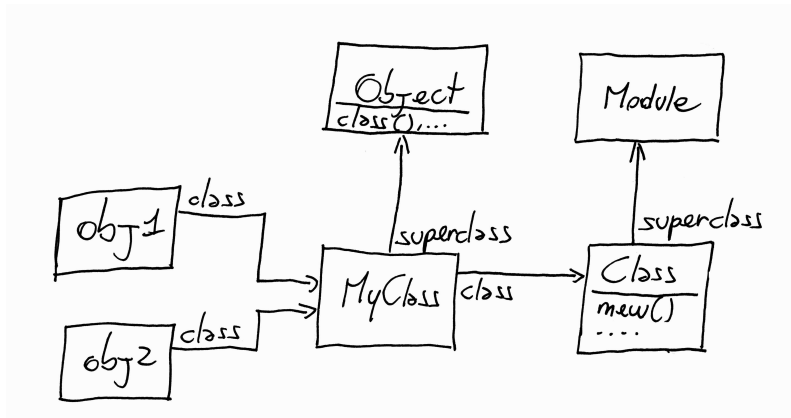 Object
class(),...
Module
class
obj1
superclass
superclass
MyClass
class
Class
new()
....
obj2
class